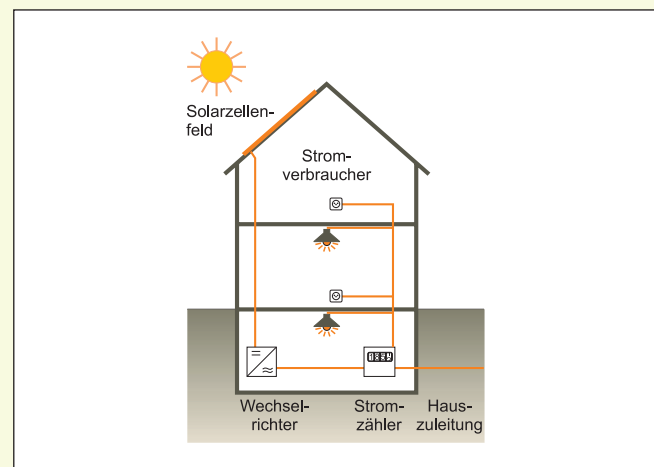 Solarzellen-
feld
Strom-
verbraucher
Wechsel-
richter
Strom-
zähler
Haus-
zuleitung